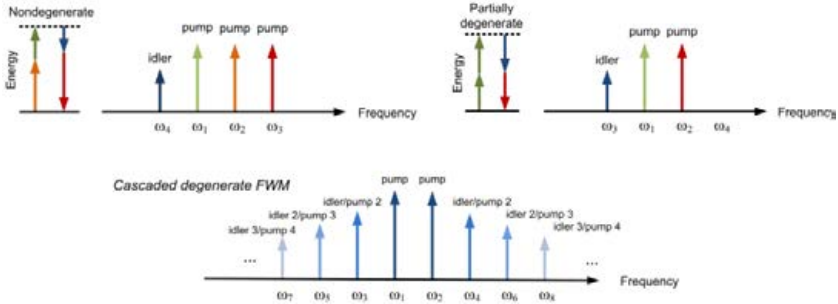 Nondegenerate
Energy
idler
pump
pump
pump
Frequency
ω4
ω1
ω2
ω3
Partially
degenerate
Energy
idler
pump
pump
Frequency
ω3
ω1
ω2
ω4
Cascaded degenerate FWM
idler 3/pump 4
idler 2/pump 3
idler/pump 2
pump
pump
idler/pump 2
idler 2/pump 3
idler 3/pump 4
...
...
Frequency
ω7
ω5
ω3
ω1
ω2
ω4
ω6
ω8